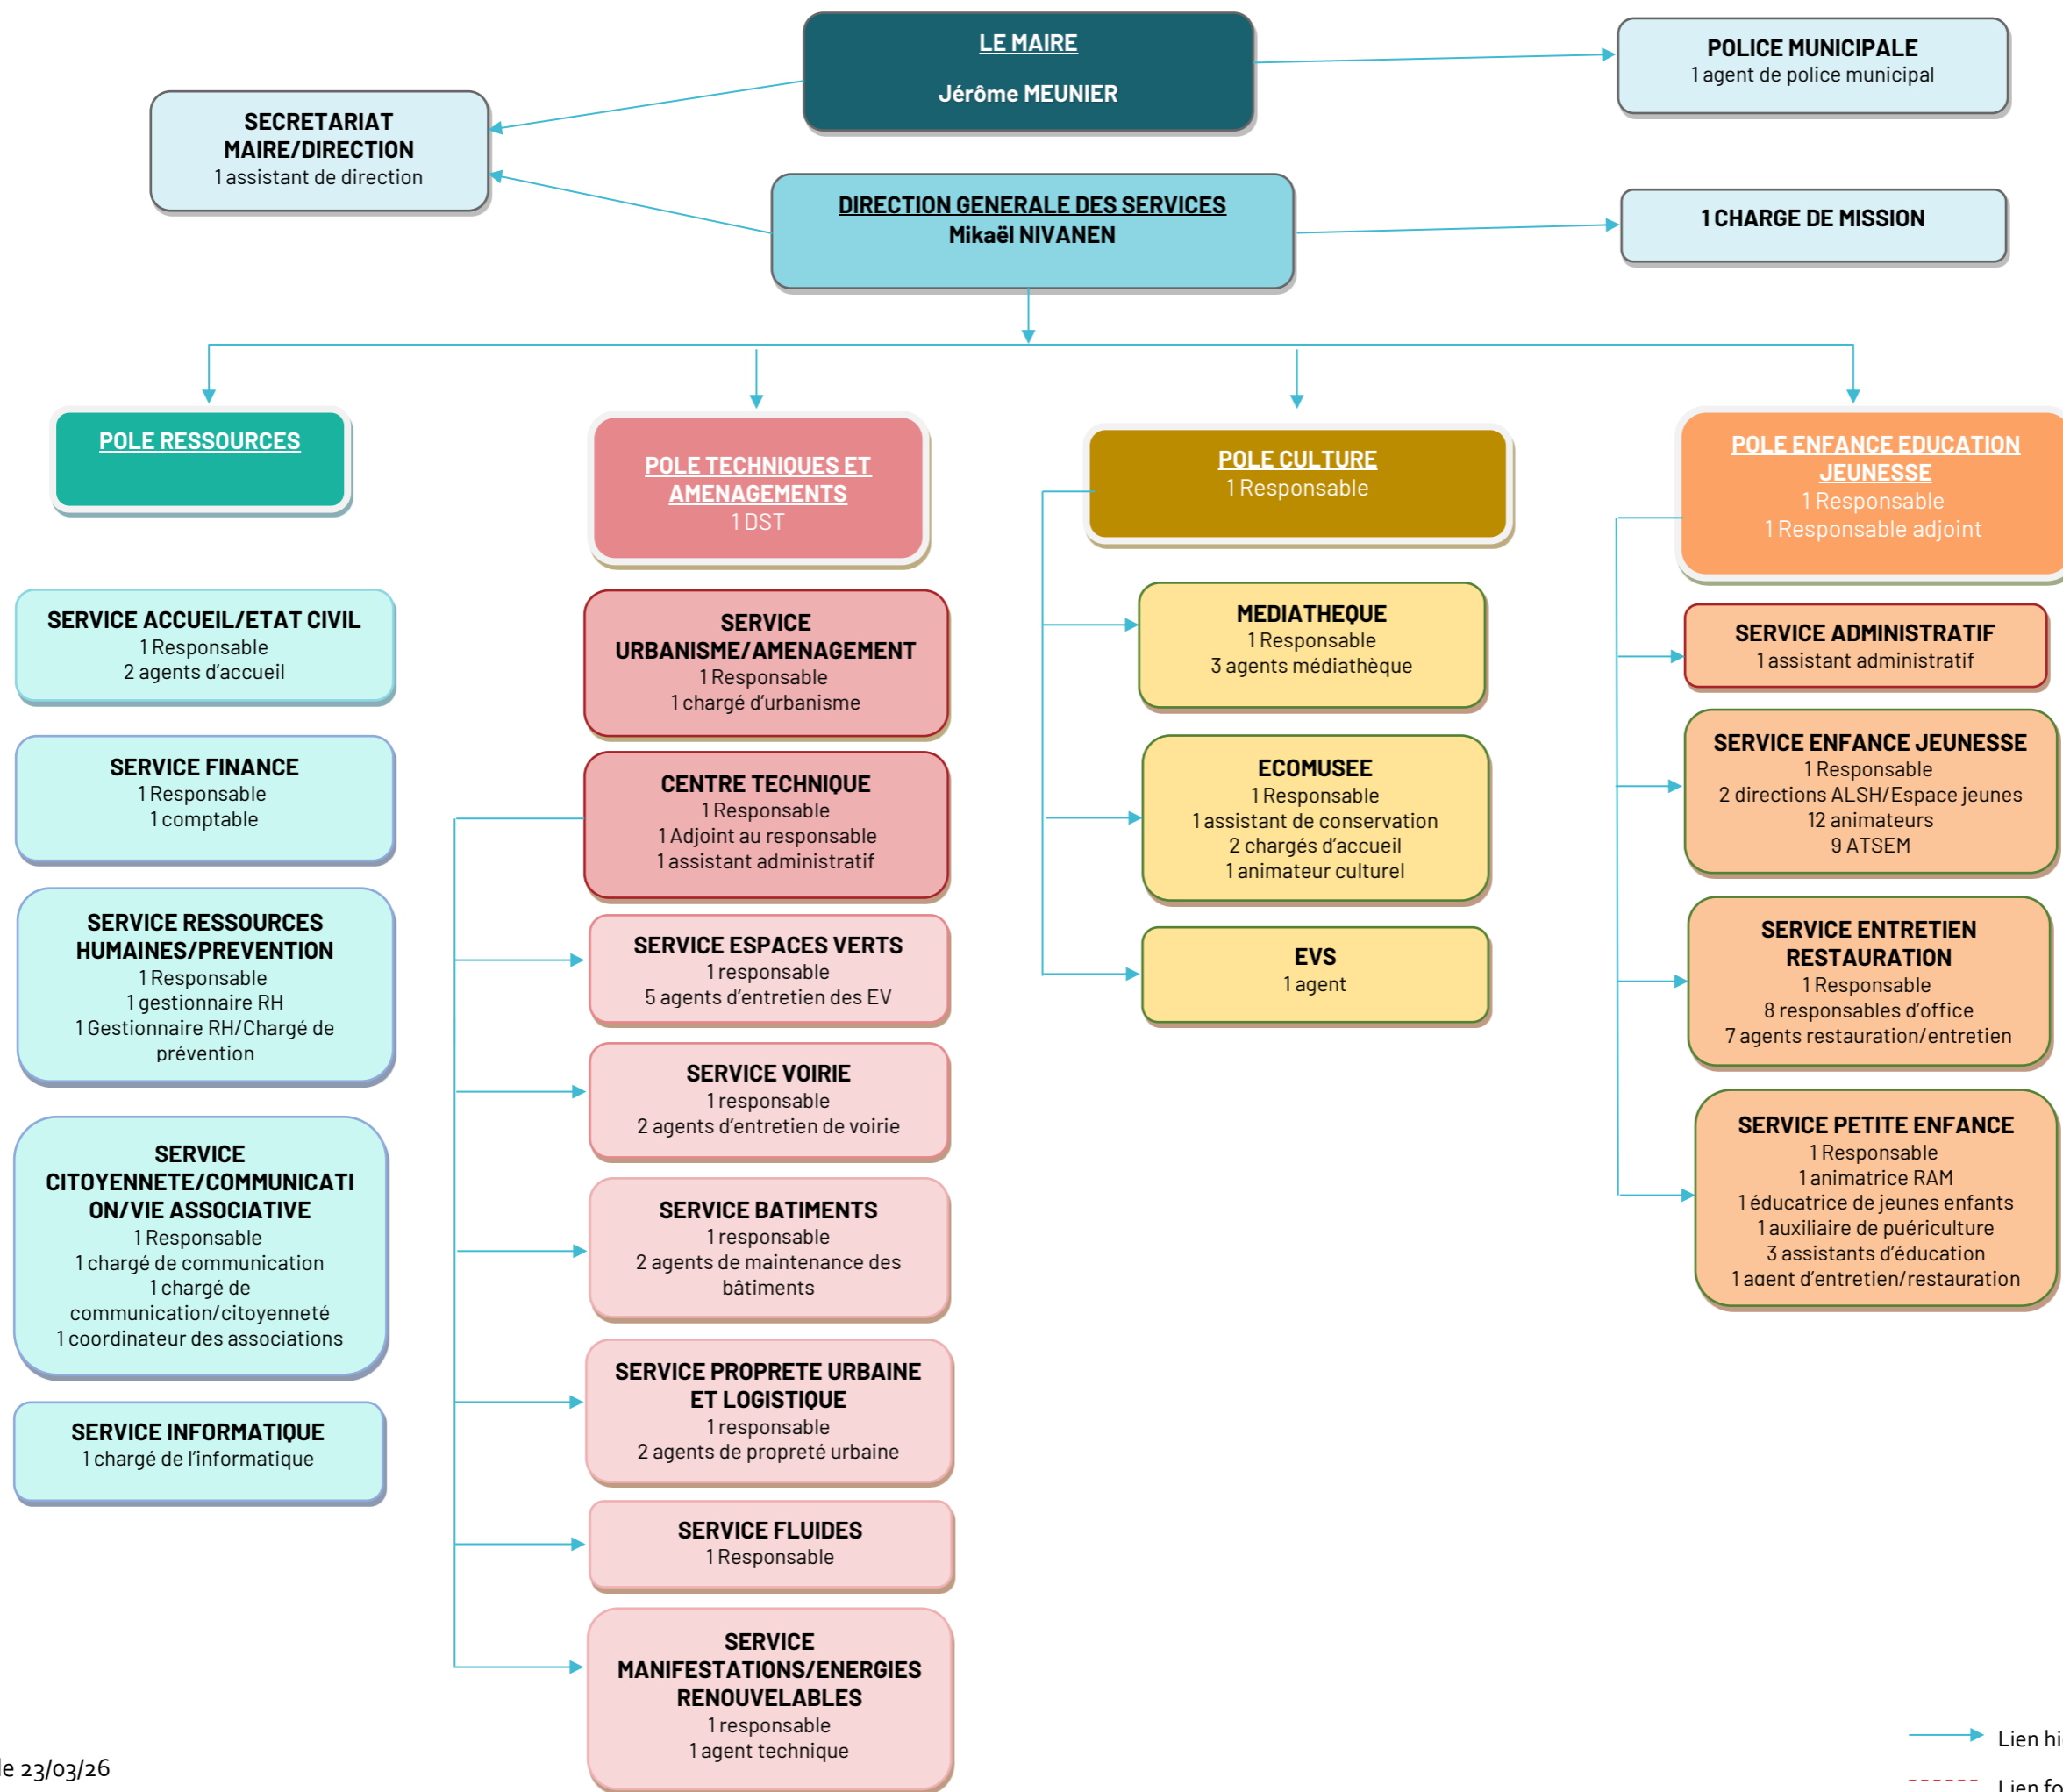 LE MAIRE
Jérôme MEUNIER
POLICE MUNICIPALE
1 agent de police municipal
SECRETARIAT
MAIRE/DIRECTION
1 assistant de direction
DIRECTION GENERALE DES SERVICES
Mikaël NIVANEN
1 CHARGE DE MISSION
POLE RESSOURCES
SERVICE ACCUEIL/ETAT CIVIL
1 Responsable
2 agents d'accueil
SERVICE FINANCE
1 Responsable
1 comptable
SERVICE RESSOURCES
HUMAINES/PREVENTION
1 Responsable
1 gestionnaire RH
1 Gestionnaire RH/Chargé de
prévention
SERVICE
CITOYENNETE/COMMUNICATI
ON/VIE ASSOCIATIVE
1 Responsable
1 chargé de communication
1 chargé de
communication/citoyenneté
1 coordinateur des associations
SERVICE INFORMATIQUE
1 chargé de l'informatique
POLE TECHNIQUES ET
AMENAGEMENTS
1 DST
SERVICE
URBANISME/AMENAGEMENT
1 Responsable
1 chargé d'urbanisme
CENTRE TECHNIQUE
1 Responsable
1 Adjoint au responsable
1 assistant administratif
SERVICE ESPACES VERTS
1 responsable
5 agents d'entretien des EV
SERVICE VOIRIE
1 responsable
2 agents d'entretien de voirie
SERVICE BATIMENTS
1 responsable
2 agents de maintenance des
bâtiments
SERVICE PROPRETE URBAINE
ET LOGISTIQUE
1 responsable
2 agents de propreté urbaine
SERVICE FLUIDES
1 Responsable
SERVICE
MANIFESTATIONS/ENERGIES
RENOUVELABLES
1 responsable
1 agent technique
POLE CULTURE
1 Responsable
MEDIATHEQUE
1 Responsable
3 agents médiathèque
ECOMUSEE
1 Responsable
1 assistant de conservation
2 chargés d'accueil
1 animateur culturel
EVS
1 agent
POLE ENFANCE EDUCATION
JEUNESSE
1 Responsable
1 Responsable adjoint
SERVICE ADMINISTRATIF
1 assistant administratif
SERVICE ENFANCE JEUNESSE
1 Responsable
2 directions ALSH/Espace jeunes
12 animateurs
9 ATSEM
SERVICE ENTRETIEN
RESTAURATION
1 Responsable
8 responsables d'office
7 agents restauration/entretien
SERVICE PETITE ENFANCE
1 Responsable
1 animatrice RAM
1 éducatrice de jeunes enfants
1 auxiliaire de puériculture
3 assistants d'éducation
1 agent d'entretien/restauration
le 23/03/26
Lien
Lien